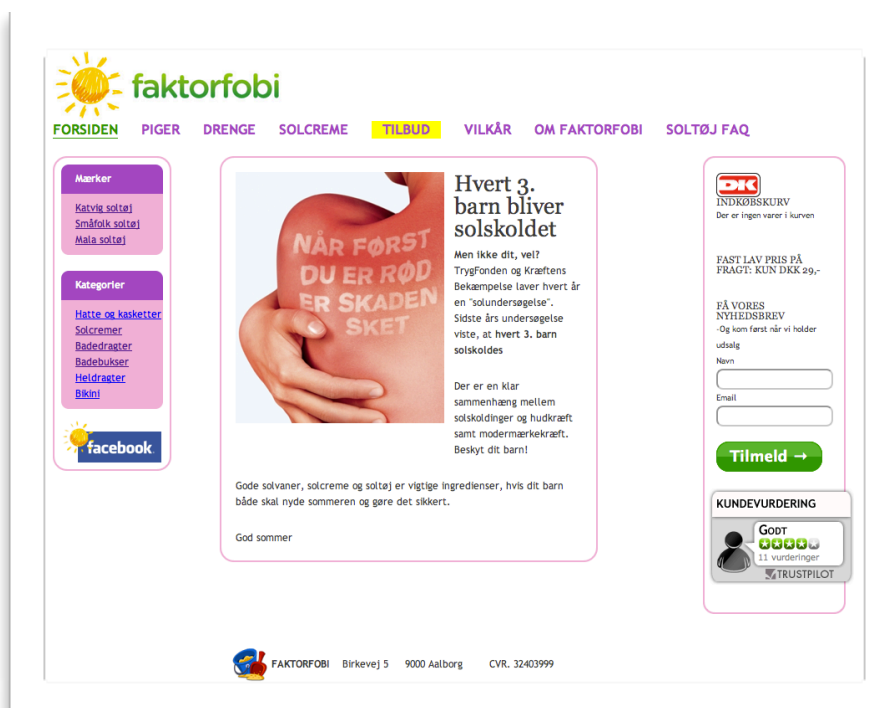 faktorfobi
FORSIDEN PIGER DRENGE SOLCREME TILBUD VILKÅR OM FAKTORFOBI SOLTØJ FAQ
Mærker
Katvig soltøj
Småfolk soltøj
Mala soltøj
Kategorier
Hatte og kasketter
Solcremer
Badedragter
Badebukser
Heldragter
Bikini
facebook
NÅR FØRST
DU ER RØD
ER SKADEN
SKET
Hvert 3.
barn bliver
solskoldet
Men ikke dit, vel?
TrygFonden og Kræftens
Bekæmpelse laver hvert år
en "solundersøgelse".
Sidste års undersøgelse
viste, at hvert 3. barn
solskoldes
Der er en klar
sammenhæng mellem
solskoldinger og hudkræft
samt modermærkekræft.
Beskyt dit barn!
Gode solvaner, solcreme og soltøj er vigtige ingredienser, hvis dit barn
både skal nyde sommeren og gøre det sikkert.
God sommer
DK
INDKØBSKURV
Der er ingen varer i kurven
FAST LAV PRIS PÅ
FRAGT: KUN DKK 29,-
FÅ VORES
NYHEDSBREV
-Og kom først når vi holder
udsalg
Navn
Email
Tilmeld →
KUNDEVURDERING
GODT
11 vurderinger
TRUSTPILOT
FAKTORFOBI Birkevej 5 9000 Aalborg CVR. 32403999